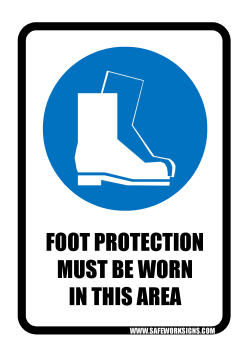 FOOT PROTECTION
MUST BE WORN
IN THIS AREA
WWW.SAFEWORKSIGNS.COM